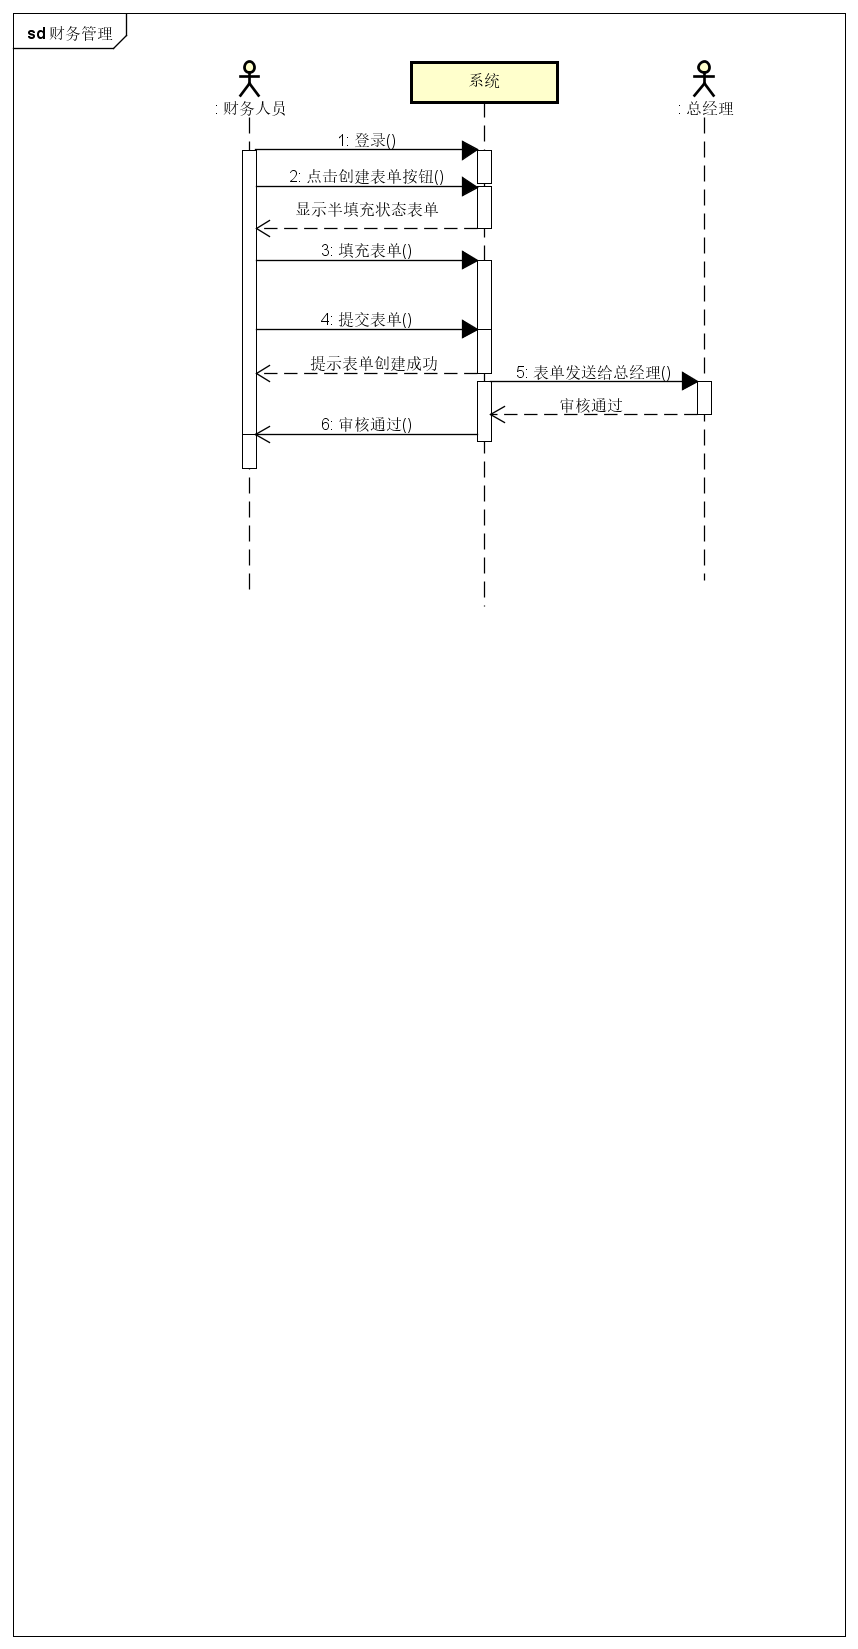 sd 财务管理
: 财务人员
系统
: 总经理
1: 登录()
2: 点击创建表单按钮()
显示半填充状态表单
3: 填充表单()
4: 提交表单()
提示表单创建成功
5: 表单发送给总经理()
审核通过
6: 审核通过()